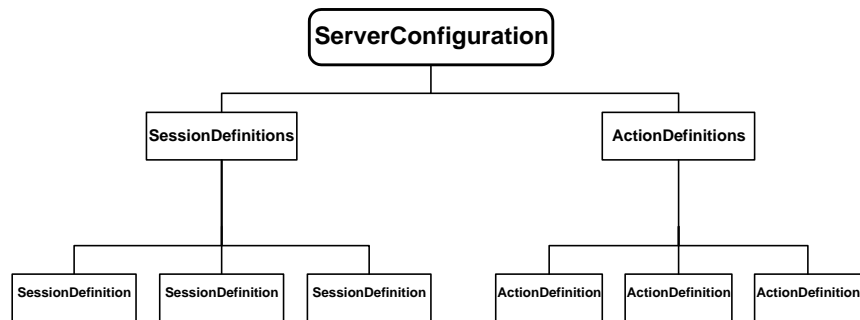 ServerConfiguration
SessionDefinitions
ActionDefinitions
SessionDefinition
SessionDefinition
SessionDefinition
ActionDefinition
ActionDefinition
ActionDefinition